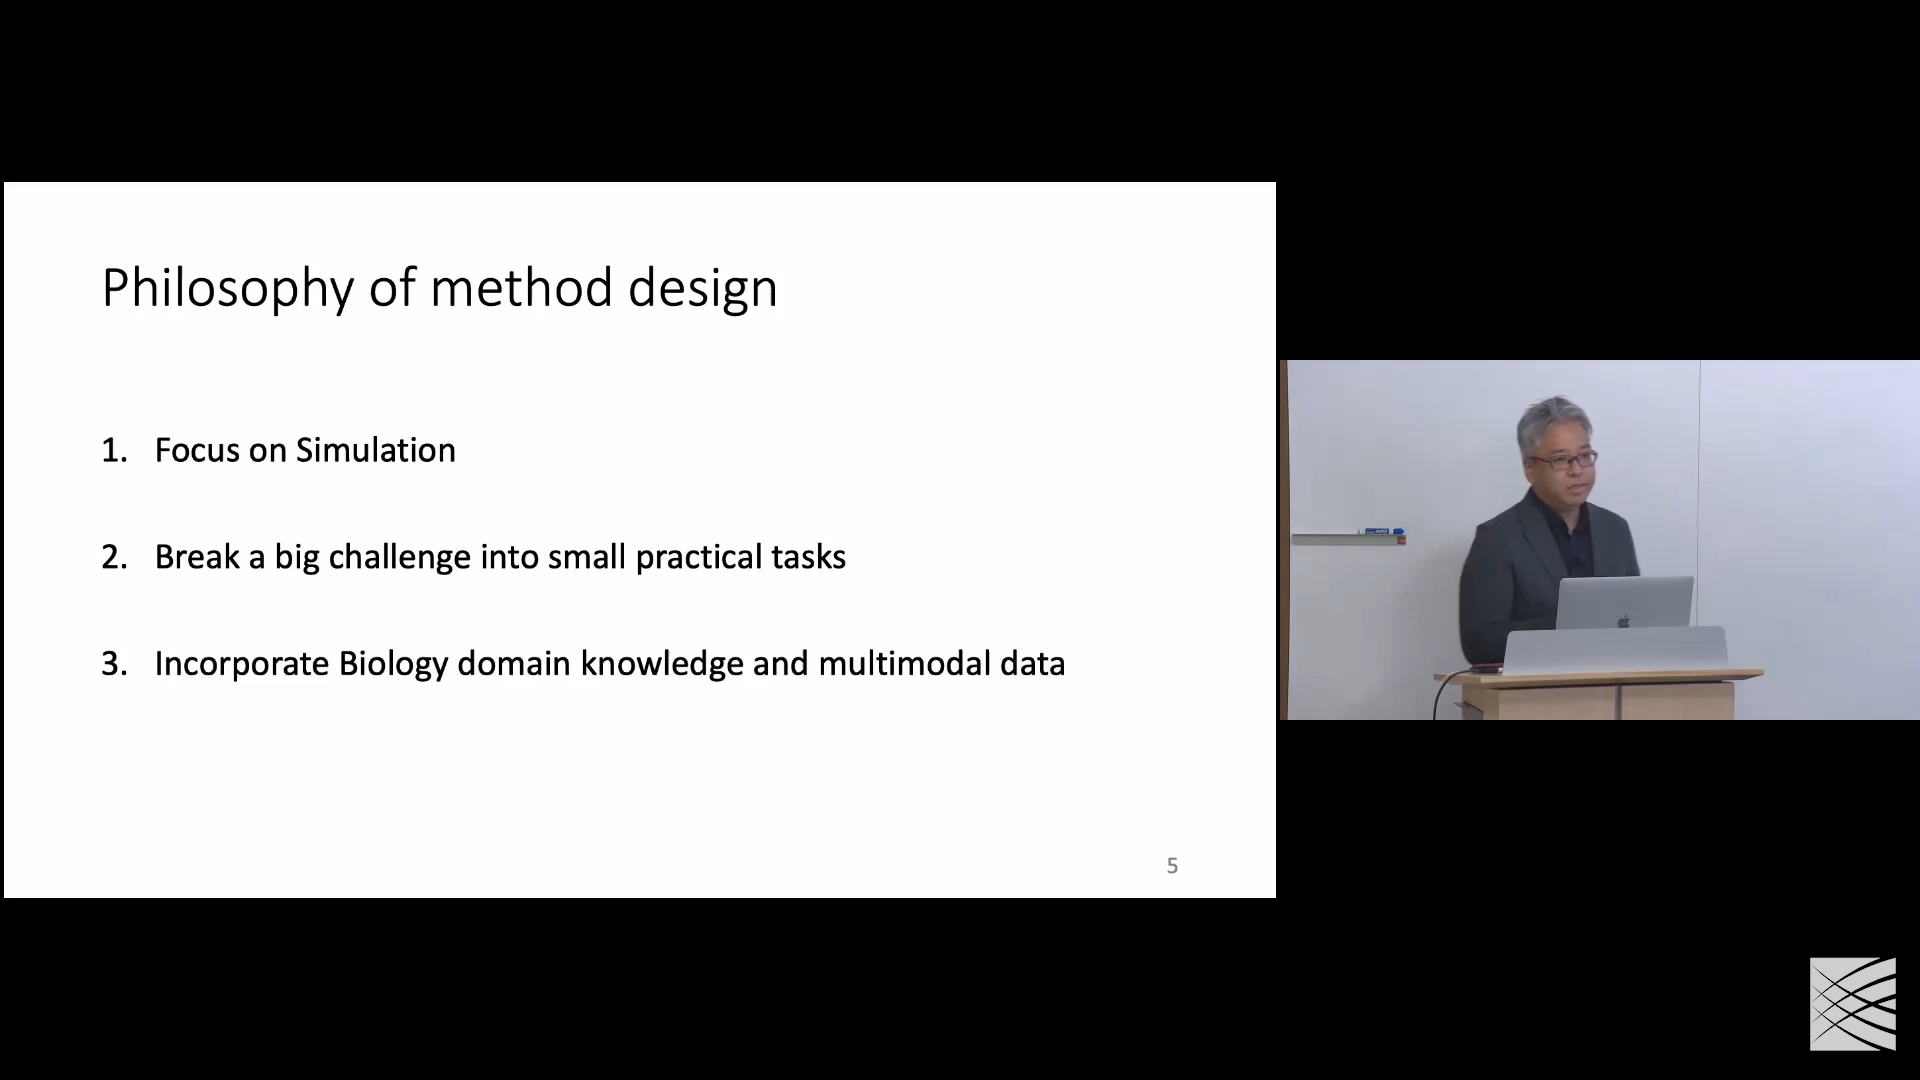 Philosophy of method design
1. Focus on Simulation
2. Break a big challenge into small practical tasks
3. Incorporate Biology domain knowledge and multimodal data
5